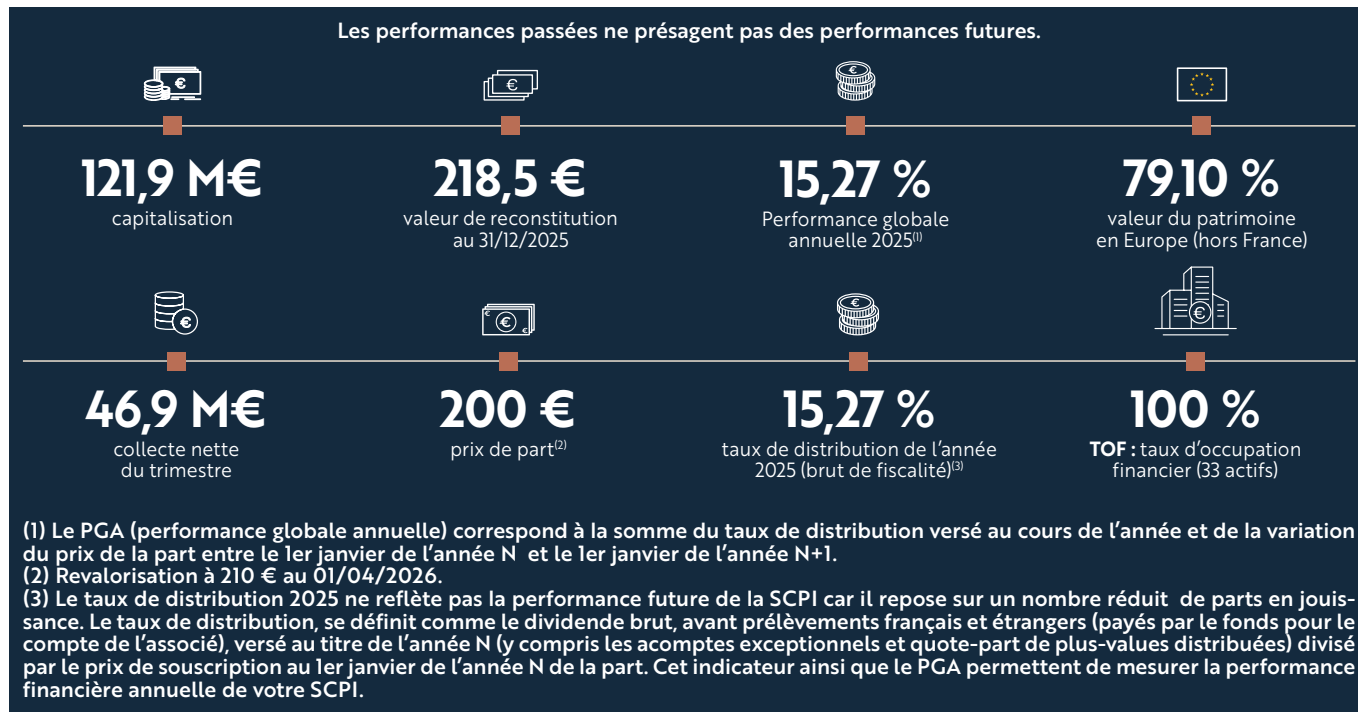 Les performances passées ne présagent pas des performances futures.
121,9 M€
capitalisation
218,5 €
valeur de reconstitution
au 31/12/2025
15,27 %
Performance globale
annuelle 2025(1)
79,10 %
valeur du patrimoine
en Europe (hors France)
46,9 M€
collecte nette
du trimestre
200 €
prix de part(2)
15,27 %
taux de distribution de l'année
2025 (brut de fiscalité)(3)
100 %
TOF : taux d'occupation
financier (33 actifs)
(1) Le PGA (performance globale annuelle) correspond à la somme du taux de distribution versé au cours de l'année et de la variation
du prix de la part entre le 1er janvier de l'année N et le 1er janvier de l'année N+1.
(2) Revalorisation à 210 € au 01/04/2026.
(3) Le taux de distribution 2025 ne reflète pas la performance future de la SCPI car il repose sur un nombre réduit de parts en jouis-
sance. Le taux de distribution, se définit comme le dividende brut, avant prélèvements français et étrangers (payés par le fonds pour le
compte de l'associé), versé au titre de l'année N (y compris les acomptes exceptionnels et quote-part de plus-values distribuées) divisé
par le prix de souscription au 1er janvier de l'année N de la part. Cet indicateur ainsi que le PGA permettent de mesurer la performance
financière annuelle de votre SCPI.